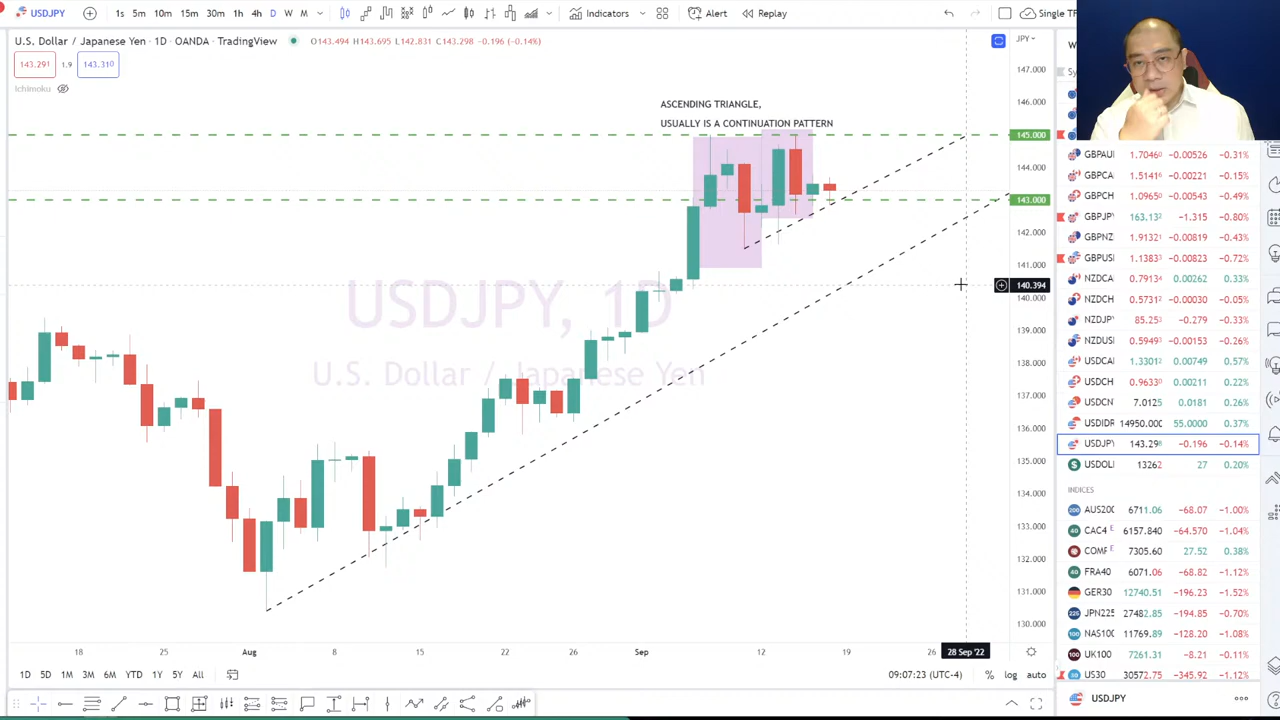 USDJPY 1s 5m 10m 15m 30m 1h 4h D W M Indicators Alert Replay
U.S. Dollar / Japanese Yen · 1D · OANDA · TradingView O143.494 H143.695 L142.831 C143.298 −0.196 (−0.14%) JPY
143.291 1.9 143.310
Ichimoku
ASCENDING TRIANGLE,
USUALLY IS A CONTINUATION PATTERN
USDJPY, 1D
U.S. Dollar / Japanese Yen
147.000
146.000
145.000
144.000
143.000
142.000
141.000
140.394
140.000
139.000
138.000
137.000
136.000
135.000
134.000
133.000
132.000
131.000
130.000
18 25 Aug 8 15 22 26 Sep 12 19 26 28 Sep '22
1D 5D 1M 3M 6M YTD 1Y 5Y All 09:07:23 (UTC-4) % log auto
GBPAU 1.7046 −0.00526 −0.31%
GBPCA 1.5141 −0.00221 −0.15%
GBPCH 1.0965 −0.00543 −0.49%
GBPJP 163.13 −1.315 −0.80%
GBPNZ 1.9132 −0.00819 −0.43%
GBPUS 1.1383 −0.00823 −0.72%
NZDCA 0.7913 0.00262 0.33%
NZDCH 0.5731 −0.00030 −0.05%
NZDJP 85.25 −0.279 −0.33%
NZDUS 0.5949 −0.00153 −0.26%
USDCA 1.3301 0.00749 0.57%
USDCH 0.9633 0.00211 0.22%
USDCN 7.0125 0.0181 0.26%
USDIDR 14950.00 55.0000 0.37%
USDJPY 143.29 −0.196 −0.14%
USDOL 13262 27 0.20%
INDICES
AUS200 6711.06 −68.07 −1.00%
CAC4 E 6157.840 −64.570 −1.04%
COMP E 7305.60 27.52 0.38%
FRA40 6071.06 −68.82 −1.12%
GER30 12740.51 −196.23 −1.52%
JPN225 27482.85 −194.85 −0.70%
NAS100 11769.89 −128.20 −1.08%
UK100 7261.31 −8.21 −0.11%
US30 30572.75 −345.92 −1.12%
USDJPY